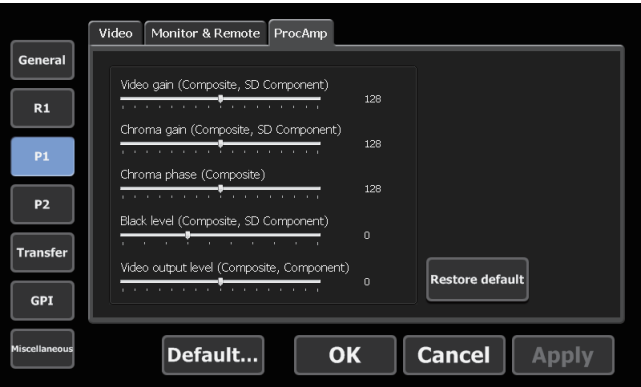 Video Monitor & Remote ProcAmp
General
R1
P1
P2
Transfer
GPI
Miscellaneous
Video gain (Composite, SD Component)
128
Chroma gain (Composite, SD Component)
128
Chroma phase (Composite)
128
Black level (Composite, SD Component)
0
Video output level (Composite, Component)
0
Restore default
Default... OK Cancel Apply